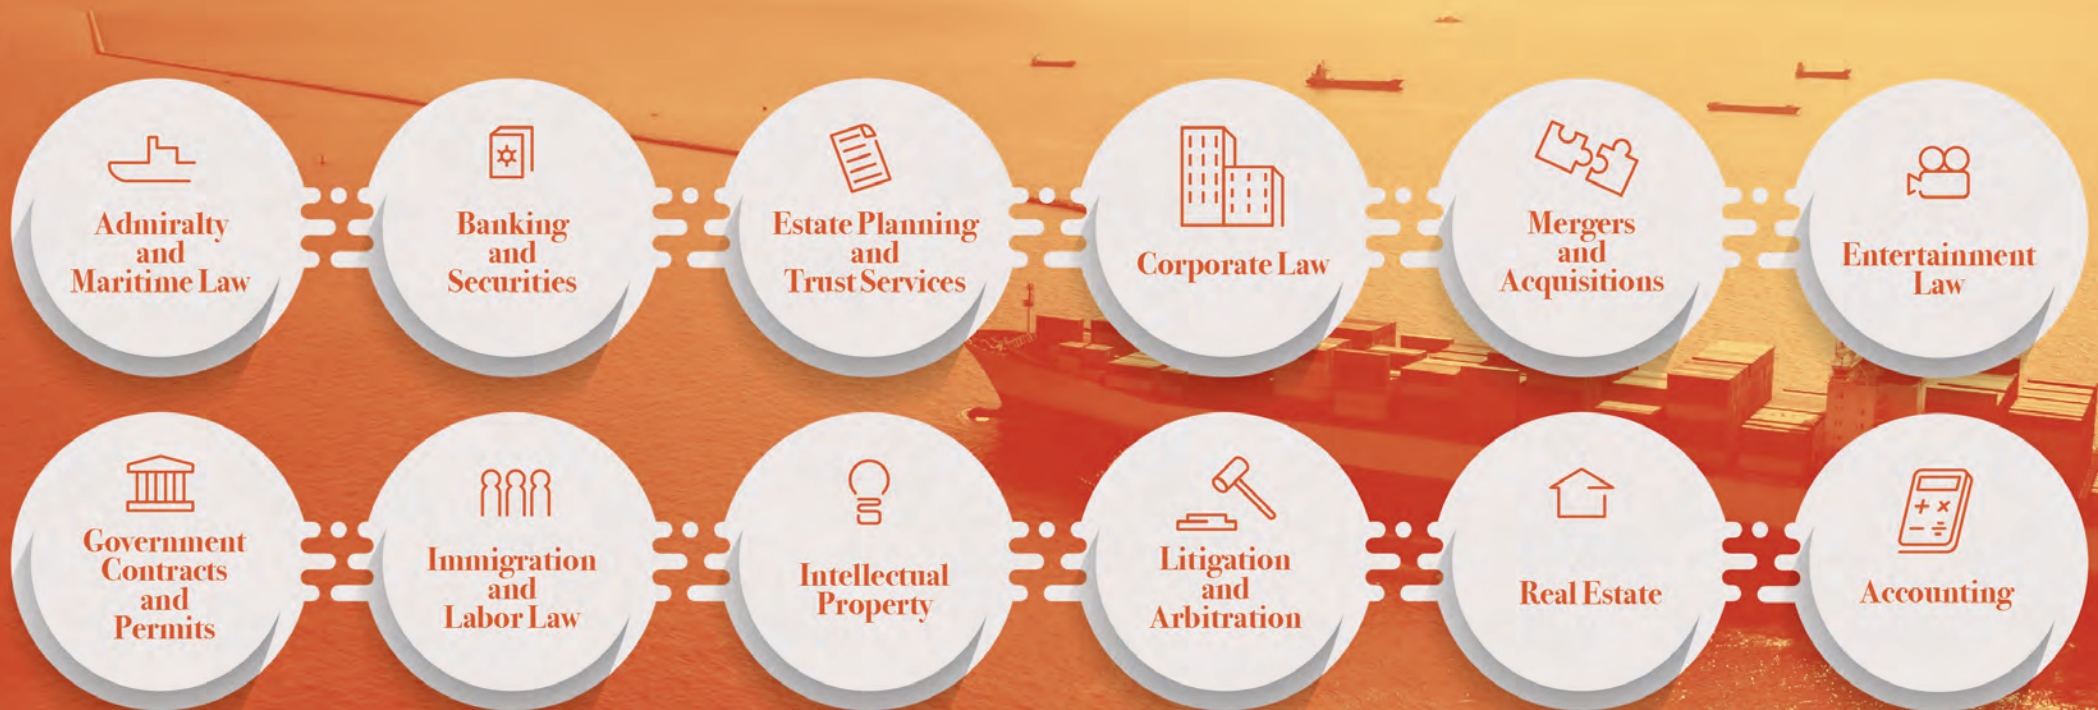 Admiralty
and
Maritime Law
Banking
and
Securities
Estate Planning
and
Trust Services
Corporate Law
Mergers
and
Acquisitions
Entertainment
Law
Government
Contracts
and
Permits
Immigration
and
Labor Law
Intellectual
Property
Litigation
and
Arbitration
Real Estate
Accounting